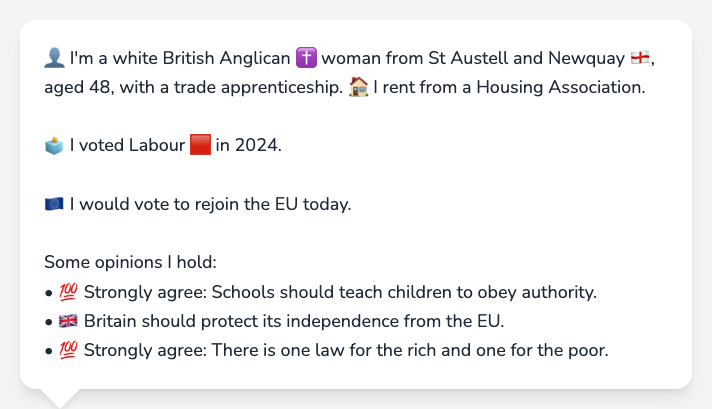 👤 I'm a white British Anglican ✝️ woman from St Austell and Newquay 🏴󠁧󠁢󠁥󠁮󠁧󠁿,
aged 48, with a trade apprenticeship. 🏠 I rent from a Housing Association.
🗳️ I voted Labour 🟥 in 2024.
🇪🇺 I would vote to rejoin the EU today.
Some opinions I hold:
• 💯 Strongly agree: Schools should teach children to obey authority.
• 🇬🇧 Britain should protect its independence from the EU.
• 💯 Strongly agree: There is one law for the rich and one for the poor.